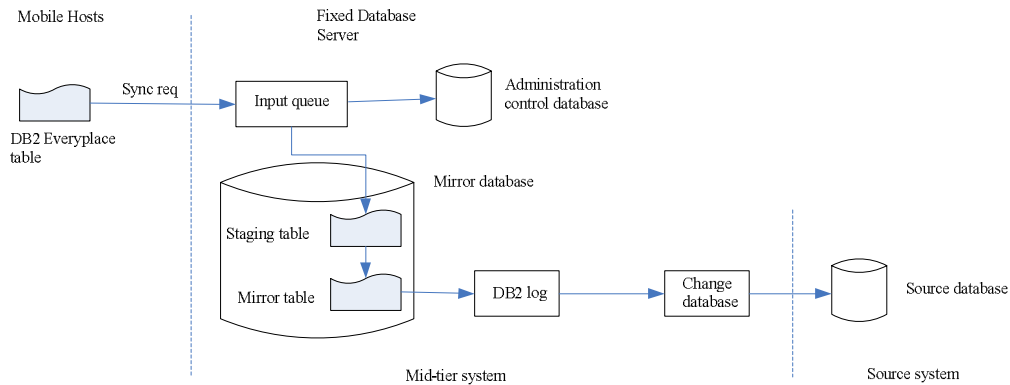 Mobile Hosts
Fixed Database
Server
Sync req
DB2 Everyplace
table
Input queue
Administration
control database
Mirror database
Staging table
Mirror table
DB2 log
Change
database
Source database
Mid-tier system
Source system